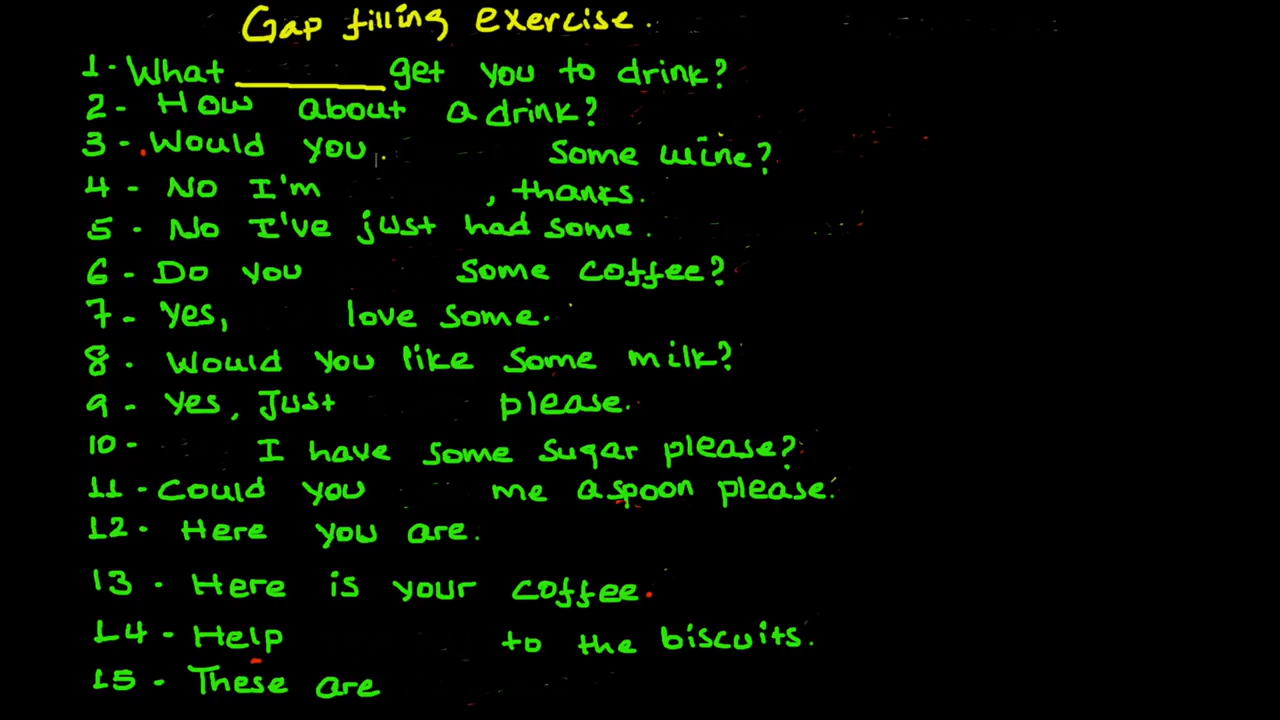 Gap filling exercise.
1. What ________ get you to drink?
2- How about a drink?
3- Would you Some wine?
4- No I'm , thanks.
5- No I've just had some.
6- Do you some coffee?
7- Yes, love some.
8. Would you like some milk?
9- Yes, Just please.
10- I have some sugar please?
11- Could you me a spoon please.
12- Here you are.
13- Here is your coffee.
14- Help to the biscuits.
15- These are